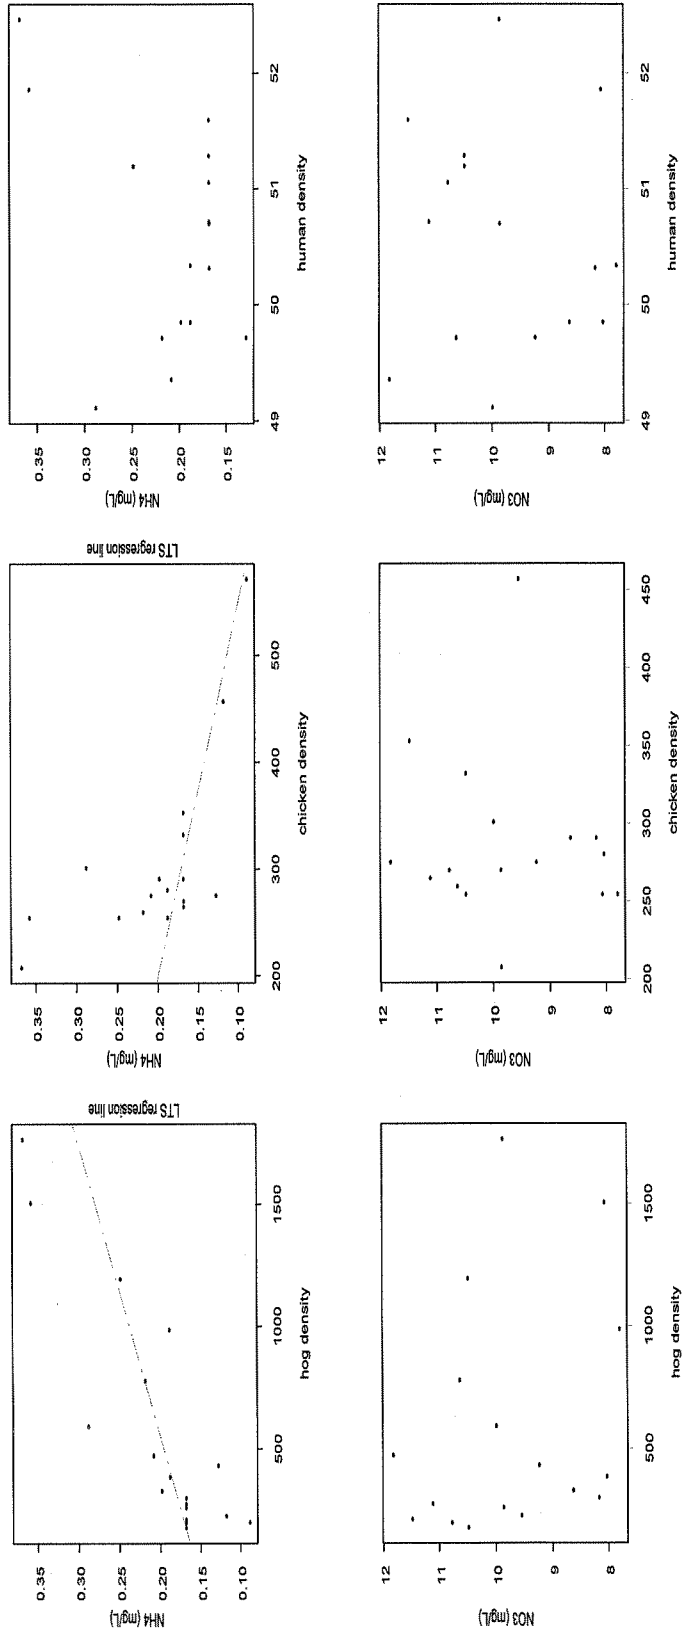 NH4 (mg/L)
0.35
0.30
0.25
0.20
0.15
0.10
500 1000 1500
hog density
LTS regression line
NH4 (mg/L)
0.35
0.30
0.25
0.20
0.15
0.10
200 300 400 500
chicken density
LTS regression line
NH4 (mg/L)
0.35
0.30
0.25
0.20
0.15
49 50 51 52
human density
NO3 (mg/L)
12
11
10
9
8
500 1000 1500
hog density
NO3 (mg/L)
12
11
10
9
8
200 250 300 350 400 450
chicken density
NO3 (mg/L)
12
11
10
9
8
49 50 51 52
human density